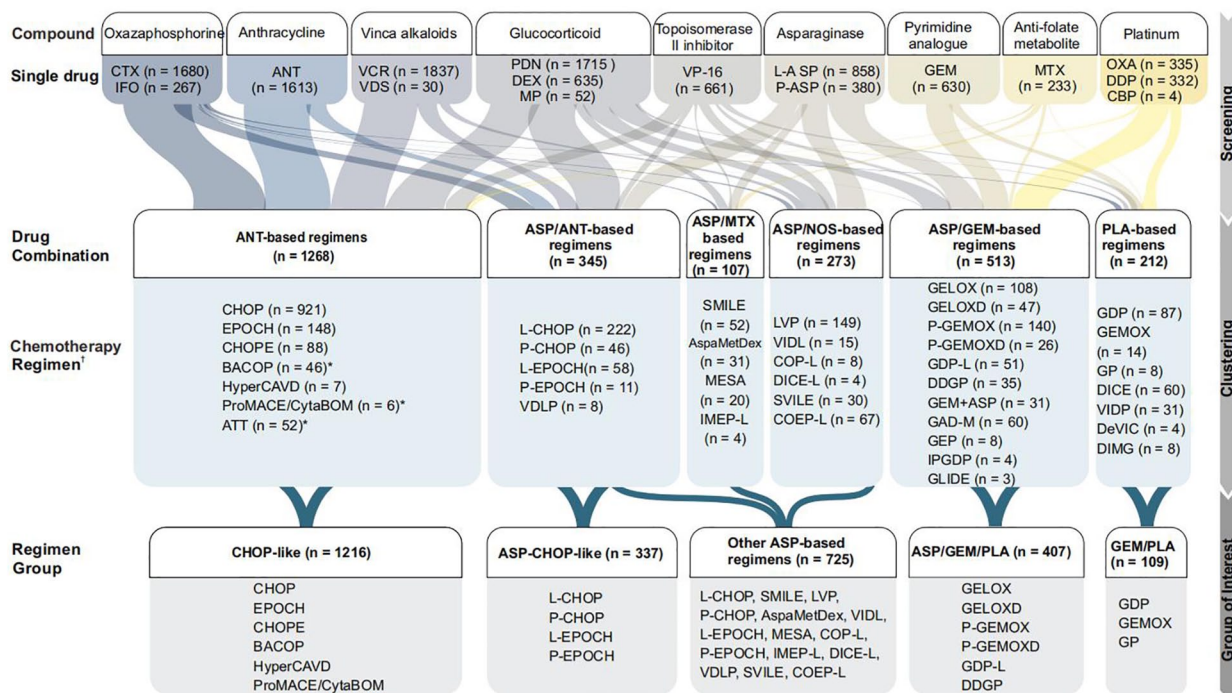 Compound
Oxazaphosphorine
Anthracycline
Vinca alkaloids
Glucocorticoid
Topoisomerase
II inhibitor
Asparaginase
Pyrimidine
analogue
Anti-folate
metabolite
Platinum
Single drug
CTX (n = 1680)
IFO (n = 267)
ANT
(n = 1613)
VCR (n = 1837)
VDS (n = 30)
PDN (n = 1715)
DEX (n = 635)
MP (n = 52)
VP-16
(n = 661)
L-A SP (n = 858)
P-ASP (n = 380)
GEM
(n = 630)
MTX
(n = 233)
OXA (n = 335)
DDP (n = 332)
CBP (n = 4)
Screening
Drug
Combination
ANT-based regimens
(n = 1268)
ASP/ANT-based
regimens
(n = 345)
ASP/MTX
based
regimens
(n = 107)
ASP/NOS-based
regimens
(n = 273)
ASP/GEM-based
regimens
(n = 513)
PLA-based
regimens
(n = 212)
Chemotherapy
Regimen†
CHOP (n = 921)
EPOCH (n = 148)
CHOPE (n = 88)
BACOP (n = 46)*
HyperCAVD (n = 7)
ProMACE/CytaBOM (n = 6)*
ATT (n = 52)*
L-CHOP (n = 222)
P-CHOP (n = 46)
L-EPOCH(n = 58)
P-EPOCH (n = 11)
VDLP (n = 8)
SMILE
(n = 52)
AspaMetDex
(n = 31)
MESA
(n = 20)
IMEP-L
(n = 4)
LVP (n = 149)
VIDL (n = 15)
COP-L (n = 8)
DICE-L (n = 4)
SVILE (n = 30)
COEP-L (n = 67)
GELOX (n = 108)
GELOXD (n = 47)
P-GEMOX (n = 140)
P-GEMOXD (n = 26)
GDP-L (n = 51)
DDGP (n = 35)
GEM+ASP (n = 31)
GAD-M (n = 60)
GEP (n = 8)
IPGDP (n = 4)
GLIDE (n = 3)
GDP (n = 87)
GEMOX
(n = 14)
GP (n = 8)
DICE (n = 60)
VIDP (n = 31)
DeVIC (n = 4)
DIMG (n = 8)
Clustering
Regimen
Group
CHOP-like (n = 1216)
ASP-CHOP-like (n = 337)
Other ASP-based
regimens (n = 725)
ASP/GEM/PLA (n = 407)
GEM/PLA
(n = 109)
CHOP
EPOCH
CHOPE
BACOP
HyperCAVD
ProMACE/CytaBOM
L-CHOP
P-CHOP
L-EPOCH
P-EPOCH
L-CHOP, SMILE, LVP,
P-CHOP, AspaMetDex, VIDL,
L-EPOCH, MESA, COP-L,
P-EPOCH, IMEP-L, DICE-L,
VDLP, SVILE, COEP-L
GELOX
GELOXD
P-GEMOX
P-GEMOXD
GDP-L
DDGP
GDP
GEMOX
GP
Group of Interest